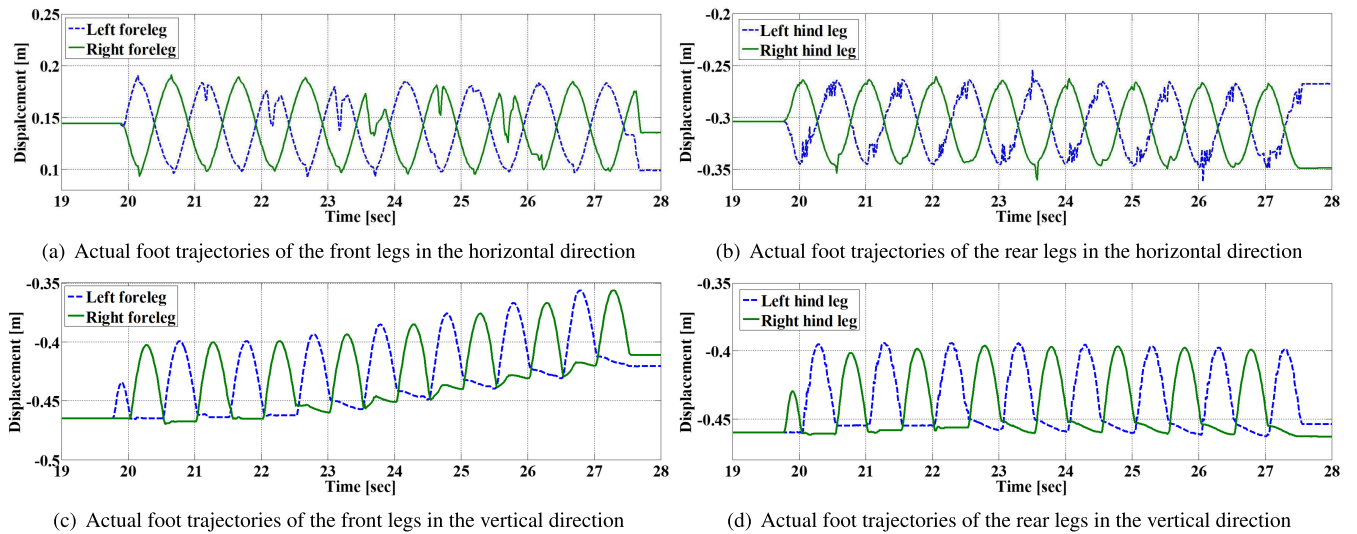 0.25
0.2
0.15
0.1
Dispalcement [m]
Left foreleg
Right foreleg
19 20 21 22 23 24 25 26 27 28
Time [sec]
(a) Actual foot trajectories of the front legs in the horizontal direction
-0.2
-0.25
-0.3
-0.35
Displacement [m]
Left hind leg
Right hind leg
19 20 21 22 23 24 25 26 27 28
Time [sec]
(b) Actual foot trajectories of the rear legs in the horizontal direction
-0.35
-0.4
-0.45
-0.5
Displacement [m]
Left foreleg
Right foreleg
19 20 21 22 23 24 25 26 27 28
Time [sec]
(c) Actual foot trajectories of the front legs in the vertical direction
-0.35
-0.4
-0.45
Displacement [m]
Left hind leg
Right hind leg
19 20 21 22 23 24 25 26 27 28
Time [sec]
(d) Actual foot trajectories of the rear legs in the vertical direction